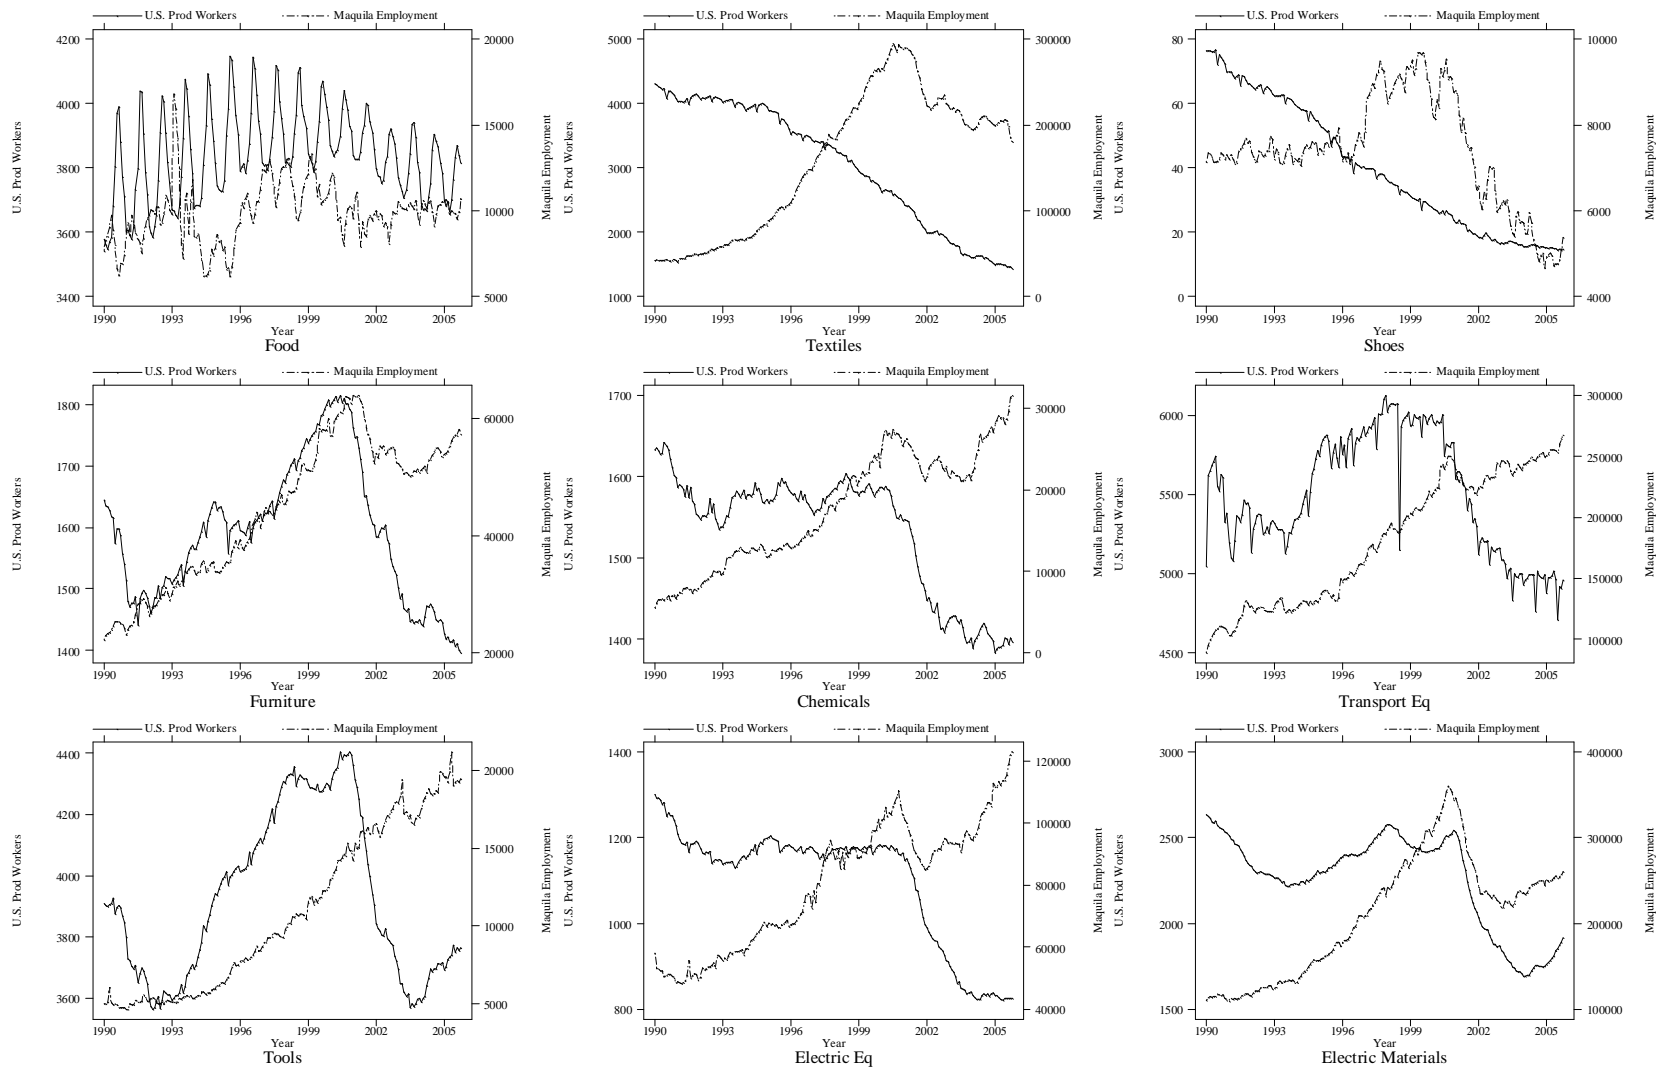 U.S. Prod Workers Maquila Employment
4200 4000 3800 3600 3400
20000 15000 10000 5000
U.S. Prod Workers
Maquila Employment
1990 1993 1996 1999 2002 2005
Year
Food
U.S. Prod Workers Maquila Employment
5000 4000 3000 2000 1000
300000 200000 100000 0
U.S. Prod Workers
Maquila Employment
1990 1993 1996 1999 2002 2005
Year
Textiles
U.S. Prod Workers Maquila Employment
80 60 40 20 0
10000 8000 6000 4000
U.S. Prod Workers
Maquila Employment
1990 1993 1996 1999 2002 2005
Year
Shoes
U.S. Prod Workers Maquila Employment
1800 1700 1600 1500 1400
60000 40000 20000
U.S. Prod Workers
Maquila Employment
1990 1993 1996 1999 2002 2005
Year
Furniture
U.S. Prod Workers Maquila Employment
1700 1600 1500 1400
30000 20000 10000 0
U.S. Prod Workers
Maquila Employment
1990 1993 1996 1999 2002 2005
Year
Chemicals
U.S. Prod Workers Maquila Employment
6000 5500 5000 4500
300000 250000 200000 150000 100000
U.S. Prod Workers
Maquila Employment
1990 1993 1996 1999 2002 2005
Year
Transport Eq
U.S. Prod Workers Maquila Employment
4400 4200 4000 3800 3600
20000 15000 10000 5000
U.S. Prod Workers
Maquila Employment
1990 1993 1996 1999 2002 2005
Year
Tools
U.S. Prod Workers Maquila Employment
1400 1200 1000 800
120000 100000 80000 60000 40000
U.S. Prod Workers
Maquila Employment
1990 1993 1996 1999 2002 2005
Year
Electric Eq
U.S. Prod Workers Maquila Employment
3000 2500 2000 1500
400000 300000 200000 100000
U.S. Prod Workers
Maquila Employment
1990 1993 1996 1999 2002 2005
Year
Electric Materials